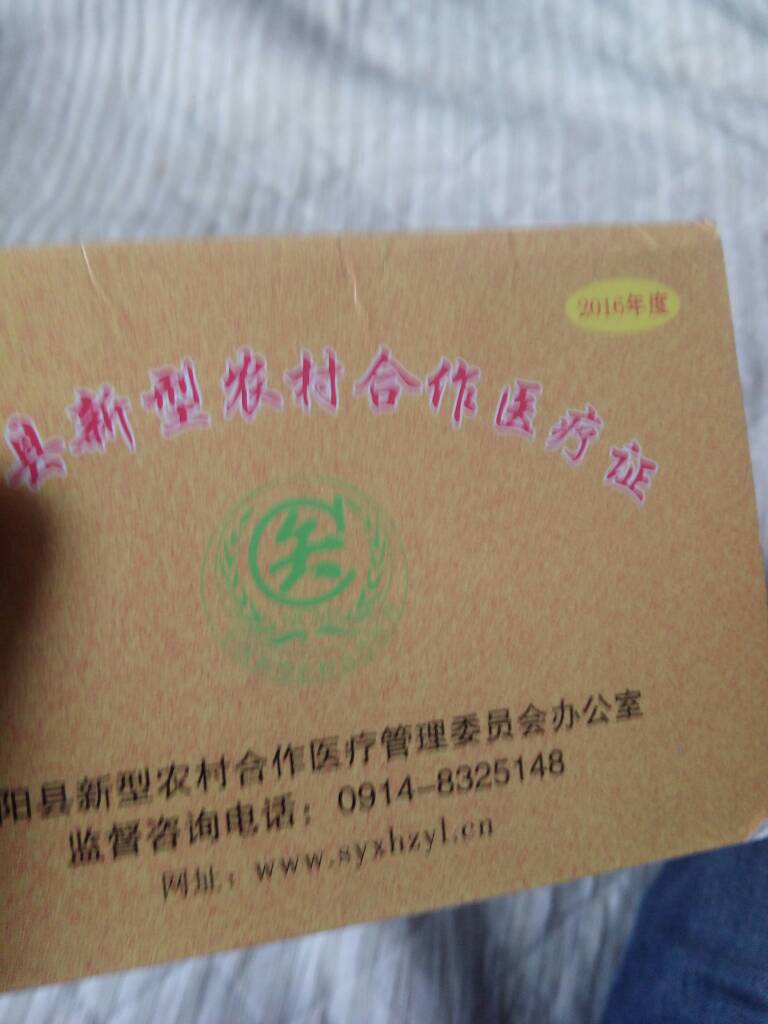 2016年度
县新型农村合作医疗证
阳县新型农村合作医疗管理委员会办公室
监督咨询电话：0914-8325148
网址：www.syxhzyl.cn